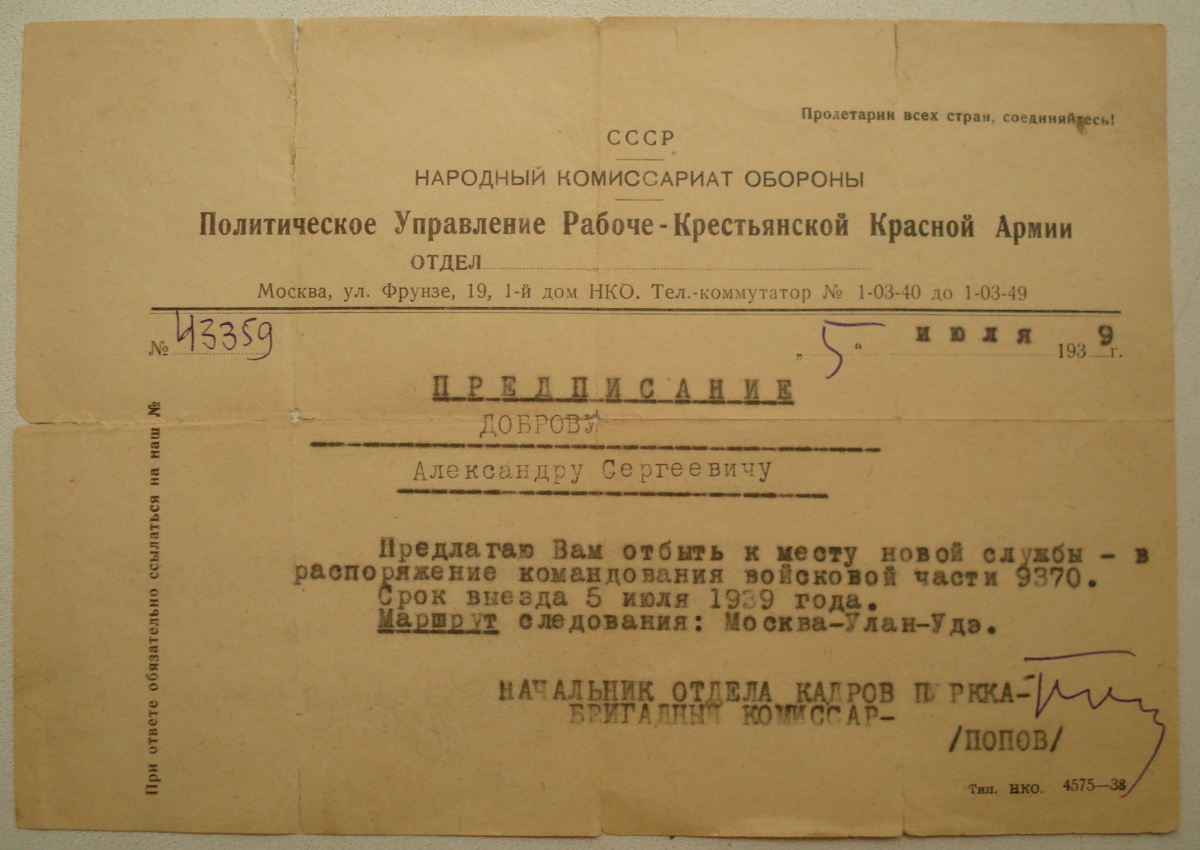 Пролетарии всех стран, соединяйтесь!
СССР
НАРОДНЫЙ КОМИССАРИАТ ОБОРОНЫ
Политическое Управление Рабоче-Крестьянской Красной Армии
ОТДЕЛ
Москва, ул. Фрунзе, 19, 1-й дом НКО. Тел.-коммутатор № 1-03-40 до 1-03-49
№ 43359 „5“ июля 1939 г.
ПРЕДПИСАНИЕ
ДОБРОВУ
Александру Сергеевичу
Предлагаю Вам отбыть к месту новой службы - в
распоряжение командования войсковой части 9370.
Срок выезда 5 июля 1939 года.
Маршрут следования: Москва-Улан-Удэ.
НАЧАЛЬНИК ОТДЕЛА КАДРОВ ПУРККА-
БРИГАДНЫЙ КОМИССАР-
/ПОПОВ/
Тип. НКО. 4575—38
При ответе обязательно ссылаться на наш №